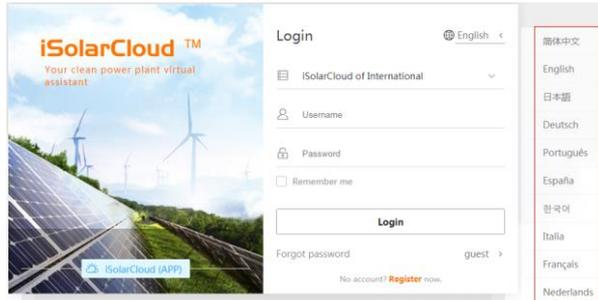 iSolarCloud ™
Your clean power plant virtual
assistant
iSolarCloud (APP)
Login
English
iSolarCloud of International
Username
Password
Remember me
Login
Forgot password
guest
No account? Register now.
简体中文
English
日本語
Deutsch
Português
España
한국어
Italia
Français
Nederlands